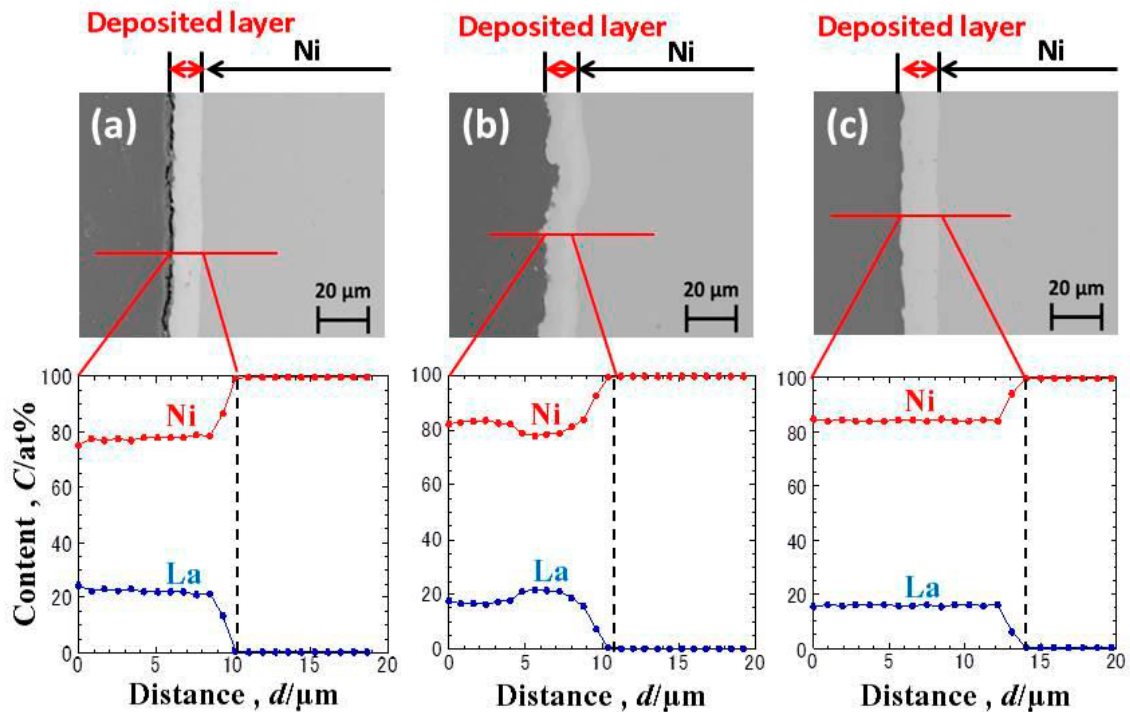 Deposited layer
Ni
(a)
20 µm
Deposited layer
Ni
(b)
20 µm
Deposited layer
Ni
(c)
20 µm
Content , C/at%
100
80
60
40
20
0
Ni
La
0 5 10 15 20
Distance , d/µm
100
80
60
40
20
0
Ni
La
0 5 10 15 20
Distance , d/µm
100
80
60
40
20
0
Ni
La
0 5 10 15 20
Distance , d/µm